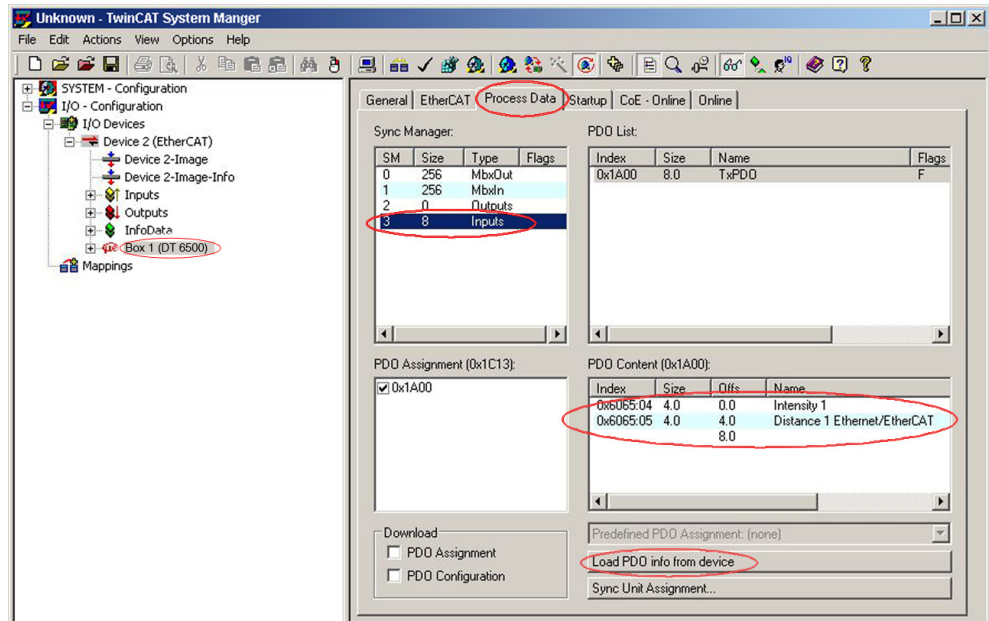 Unknown - TwinCAT System Manger
File Edit Actions View Options Help
SYSTEM - Configuration
I/O - Configuration
I/O Devices
Device 2 (EtherCAT)
Device 2-Image
Device 2-Image-Info
Inputs
Outputs
InfoData
Box 1 (DT 6500)
Mappings
General EtherCAT Process Data Startup CoE - Online Online
Sync Manager:
SM Size Type Flags
0 256 MbxOut
1 256 MbxIn
2 0 Outputs
3 8 Inputs
PDO List:
Index Size Name Flags
0x1A00 8.0 TxPDO F
PDO Assignment (0x1C13):
0x1A00
PDO Content (0x1A00):
Index Size Offs Name
0x6065:04 4.0 0.0 Intensity 1
0x6065:05 4.0 4.0 Distance 1 Ethernet/EtherCAT
8.0
Download
PDO Assignment
PDO Configuration
Predefined PDO Assignment: (none)
Load PDO info from device
Sync Unit Assignment...